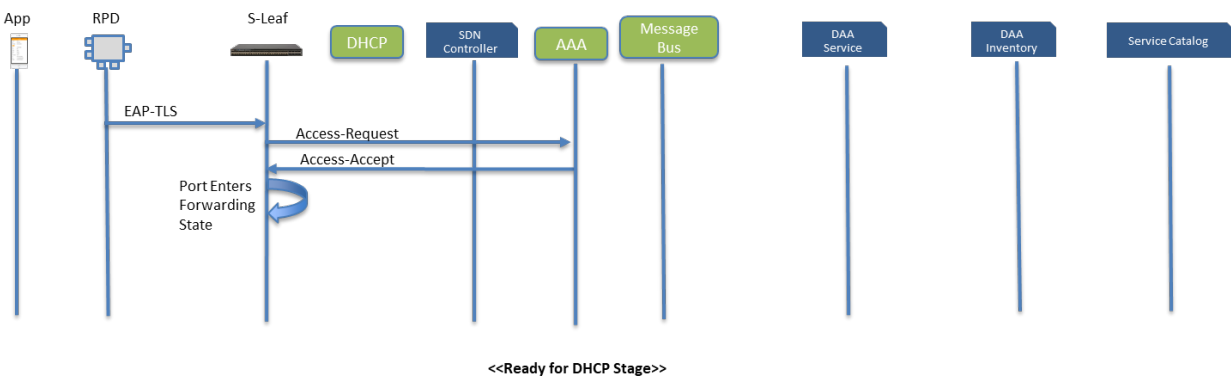 App
RPD
S-Leaf
DHCP
SDN
Controller
AAA
Message
Bus
DAA
Service
DAA
Inventory
Service Catalog
EAP-TLS
Access-Request
Access-Accept
Port Enters
Forwarding
State
<<Ready for DHCP Stage>>